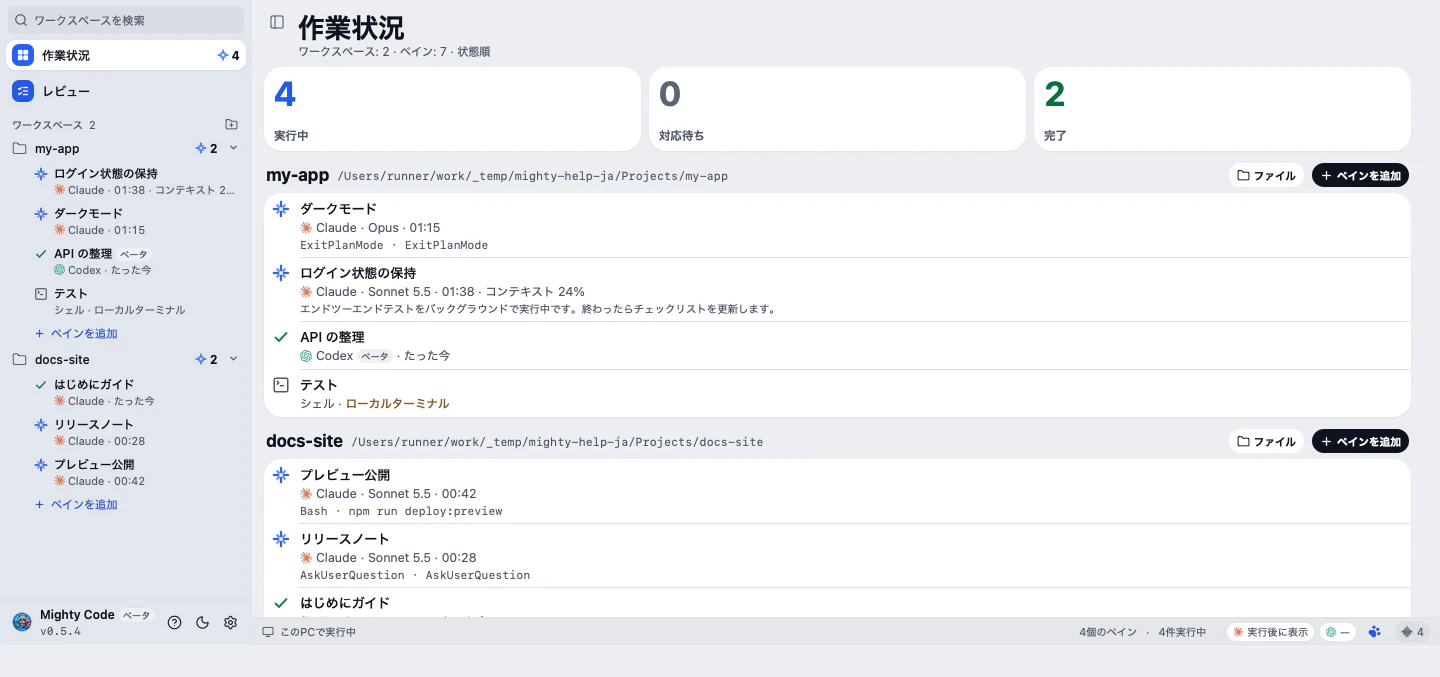 ワークスペースを検索
作業状況 4
レビュー
ワークスペース 2
my-app 2
ログイン状態の保持
Claude · 01:38 · コンテキスト 2...
ダークモード
Claude · 01:15
API の整理 ベータ
Codex · たった今
テスト
シェル · ローカルターミナル
+ ペインを追加
docs-site 2
はじめにガイド
Claude · たった今
リリースノート
Claude · 00:28
プレビュー公開
Claude · 00:42
+ ペインを追加
Mighty Code ベータ
v0.5.4
作業状況
ワークスペース: 2 · ペイン: 7 · 状態順
4
実行中
0
対応待ち
2
完了
my-app /Users/runner/work/_temp/mighty-help-ja/Projects/my-app
ファイル
+ ペインを追加
ダークモード
Claude · Opus · 01:15
ExitPlanMode · ExitPlanMode
ログイン状態の保持
Claude · Sonnet 5.5 · 01:38 · コンテキスト 24%
エンドツーエンドテストをバックグラウンドで実行中です。終わったらチェックリストを更新します。
API の整理
Codex ベータ · たった今
テスト
シェル · ローカルターミナル
docs-site /Users/runner/work/_temp/mighty-help-ja/Projects/docs-site
ファイル
+ ペインを追加
プレビュー公開
Claude · Sonnet 5.5 · 00:42
Bash · npm run deploy:preview
リリースノート
Claude · Sonnet 5.5 · 00:28
AskUserQuestion · AskUserQuestion
はじめにガイド
このPCで実行中
4個のペイン · 4件実行中
実行後に表示
—
4